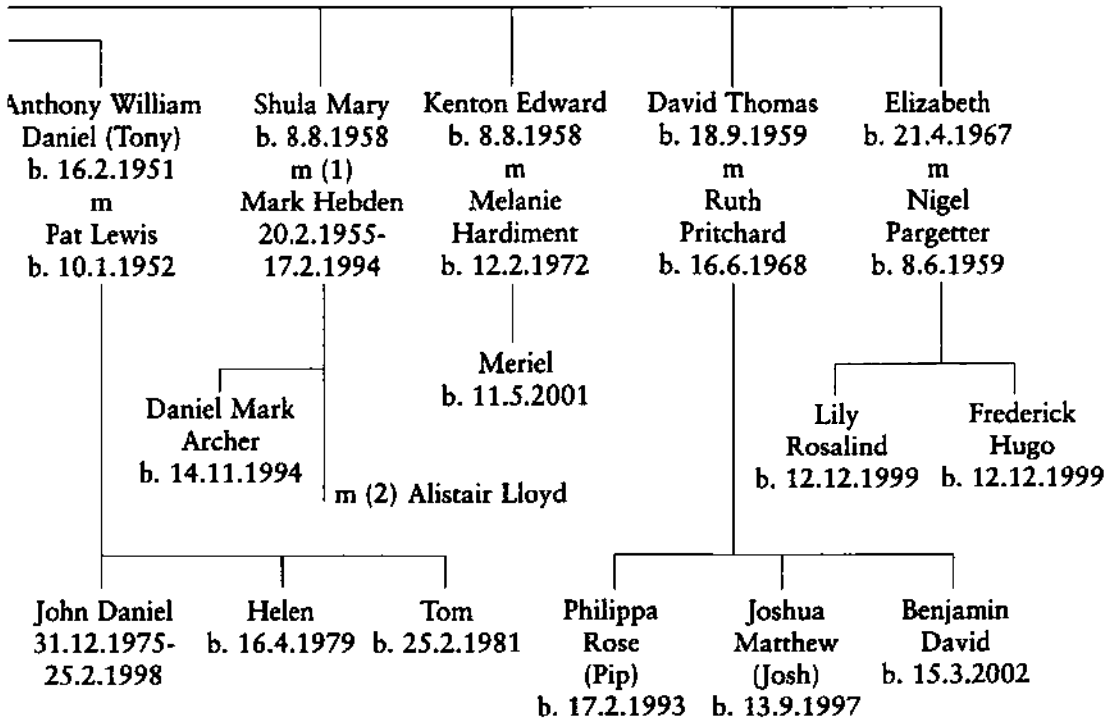 Anthony William
Daniel (Tony)
b. 16.2.1951
m
Pat Lewis
b. 10.1.1952
Shula Mary
b. 8.8.1958
m (1)
Mark Hebden
20.2.1955-
17.2.1994
Kenton Edward
b. 8.8.1958
m
Melanie
Hardiment
b. 12.2.1972
David Thomas
b. 18.9.1959
m
Ruth
Pritchard
b. 16.6.1968
Elizabeth
b. 21.4.1967
m
Nigel
Pargetter
b. 8.6.1959
Daniel Mark
Archer
b. 14.11.1994
m (2) Alistair Lloyd
Meriel
b. 11.5.2001
Lily
Rosalind
b. 12.12.1999
Frederick
Hugo
b. 12.12.1999
John Daniel
31.12.1975-
25.2.1998
Helen
b. 16.4.1979
Tom
b. 25.2.1981
Philippa
Rose
(Pip)
b. 17.2.1993
Joshua
Matthew
(Josh)
b. 13.9.1997
Benjamin
David
b. 15.3.2002